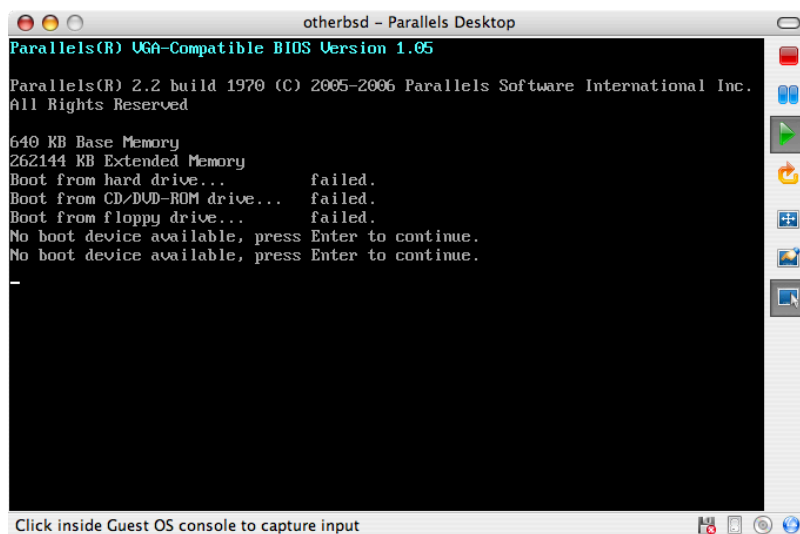 otherbsd – Parallels Desktop
Parallels(R) VGA-Compatible BIOS Version 1.05
Parallels(R) 2.2 build 1970 (C) 2005-2006 Parallels Software International Inc.
All Rights Reserved
640 KB Base Memory
262144 KB Extended Memory
Boot from hard drive... failed.
Boot from CD/DVD-ROM drive... failed.
Boot from floppy drive... failed.
No boot device available, press Enter to continue.
No boot device available, press Enter to continue.
Click inside Guest OS console to capture input